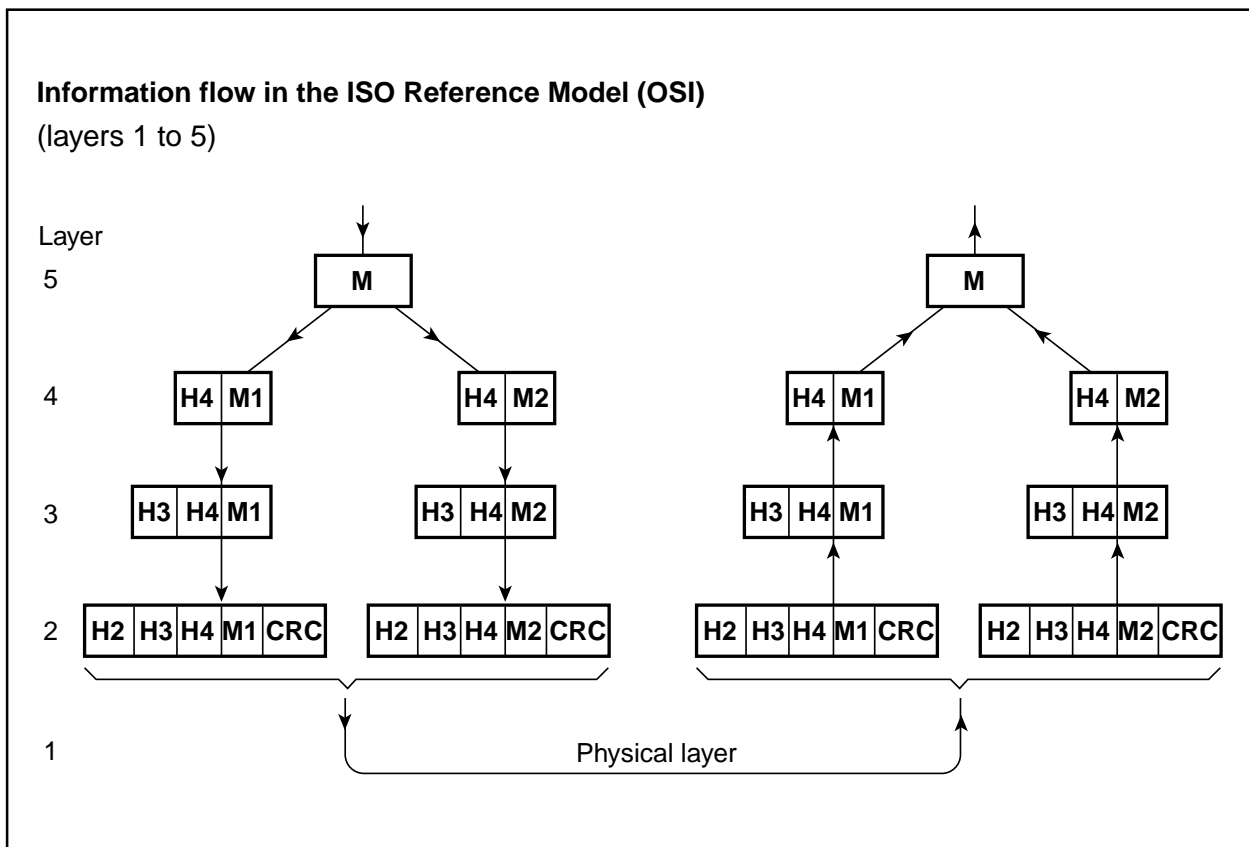 Information flow in the ISO Reference Model (OSI)
(layers 1 to 5)
Layer
5 M M
4 H4 M1 H4 M2 H4 M1 H4 M2
3 H3 H4 M1 H3 H4 M2 H3 H4 M1 H3 H4 M2
2 H2 H3 H4 M1 CRC H2 H3 H4 M2 CRC H2 H3 H4 M1 CRC H2 H3 H4 M2 CRC
1 Physical layer